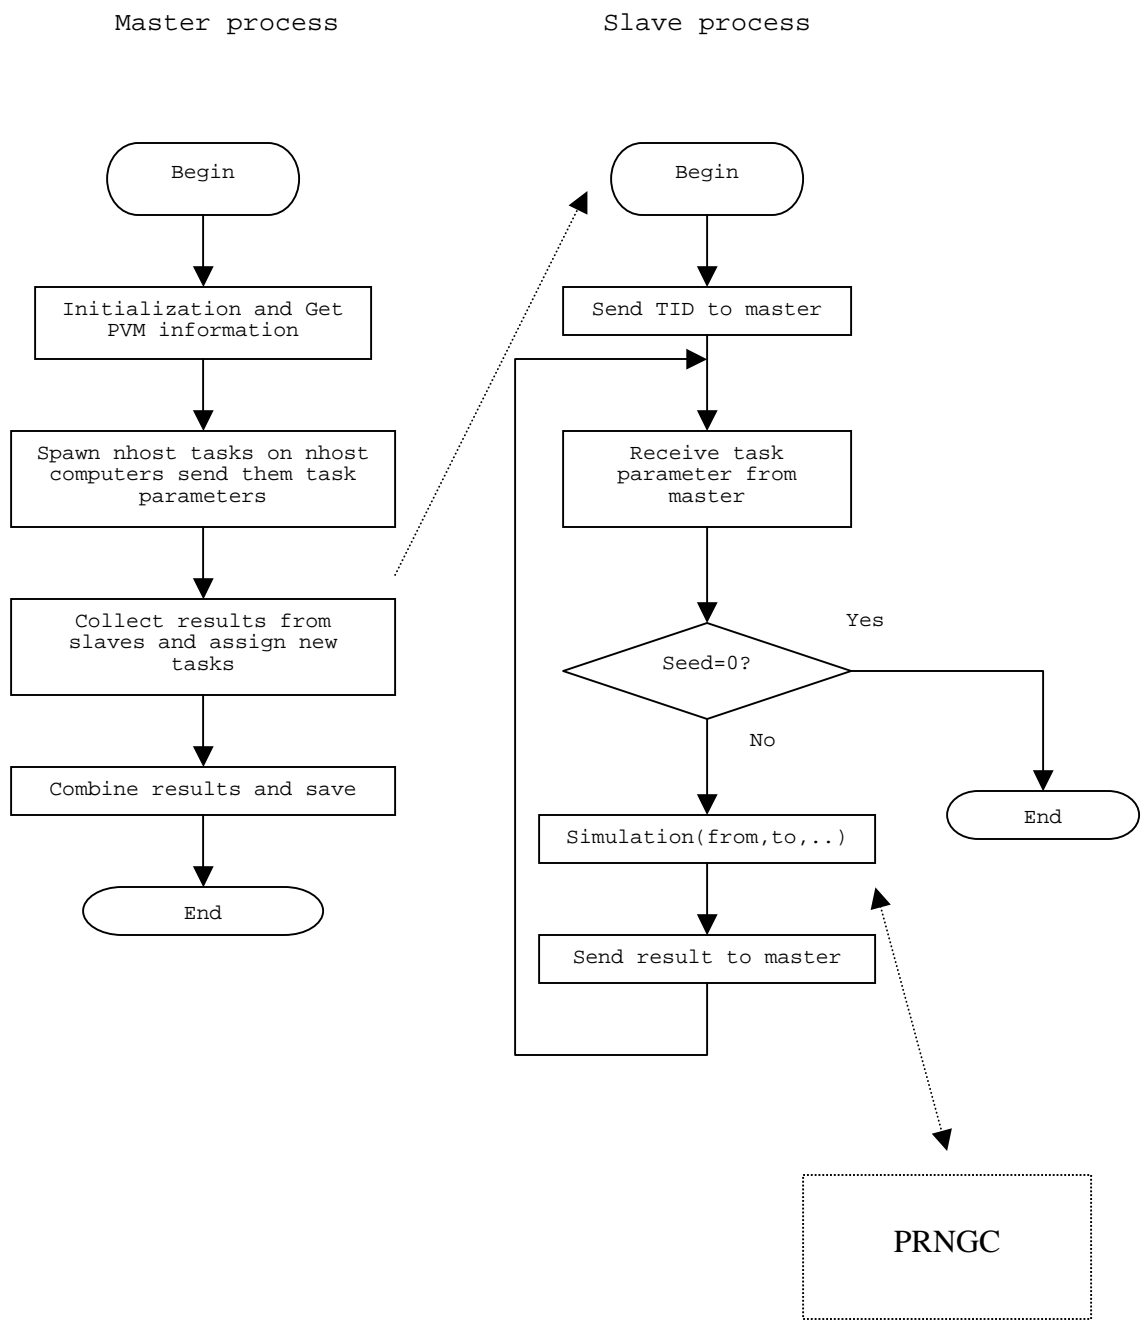 Master process
Slave process
Begin
Initialization and Get
PVM information
Spawn nhost tasks on nhost
computers send them task
parameters
Collect results from
slaves and assign new
tasks
Combine results and save
End
Begin
Send TID to master
Receive task
parameter from
master
Seed=0?
Yes
No
End
Simulation(from,to,..)
Send result to master
PRNGC